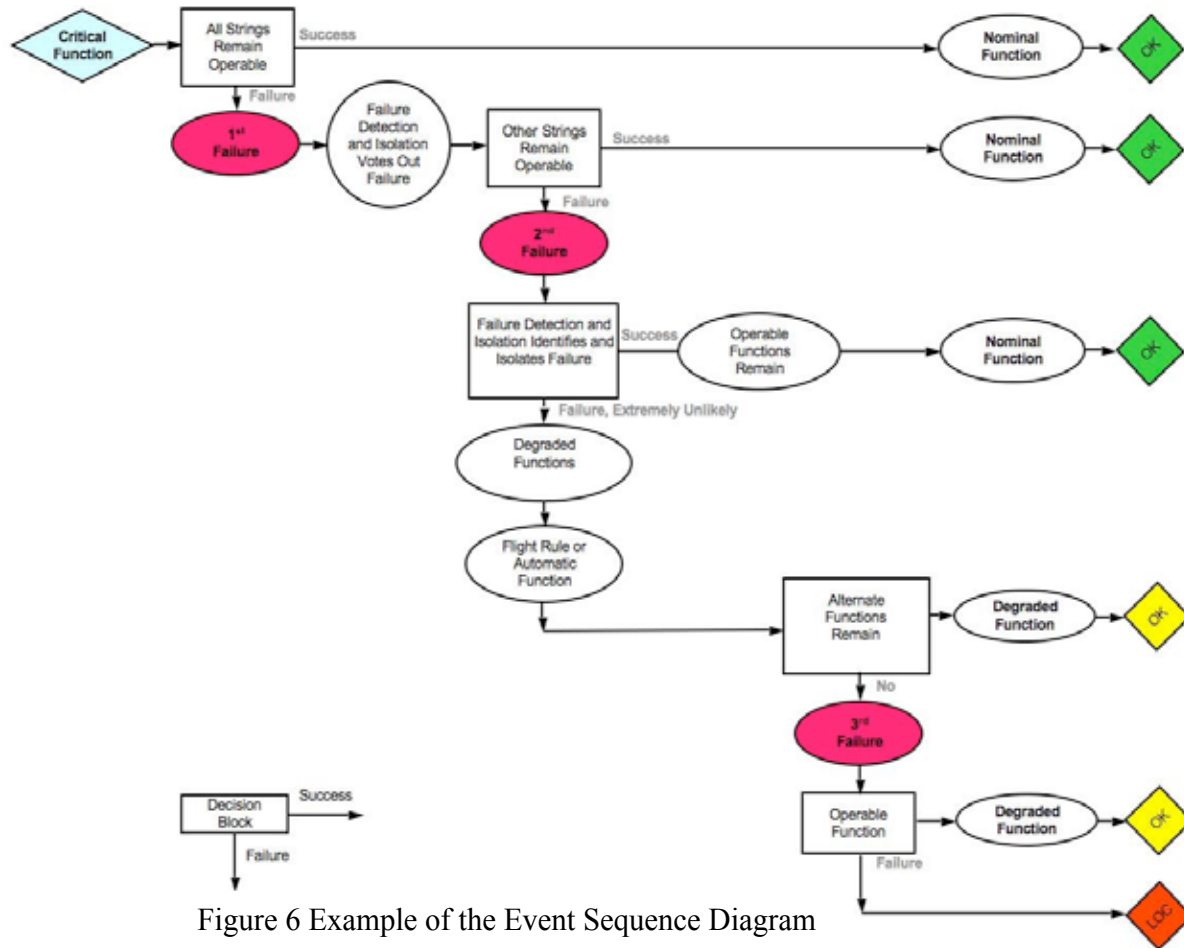 Critical
Function
All Strings
Remain
Operable
Success
Nominal
Function
OK
Failure
1st
Failure
Failure
Detection
and Isolation
Votes Out
Failure
Other Strings
Remain
Operable
Success
Nominal
Function
OK
Failure
2nd
Failure
Failure Detection and
Isolation Identifies and
Isolates Failure
Success
Operable
Functions
Remain
Nominal
Function
OK
Failure, Extremely Unlikely
Degraded
Functions
Flight Rule or
Automatic
Function
Alternate
Functions
Remain
Degraded
Function
OK
No
3rd
Failure
Operable
Function
Degraded
Function
OK
Failure
LOC
Decision
Block
Success
Failure
Figure 6 Example of the Event Sequence Diagram